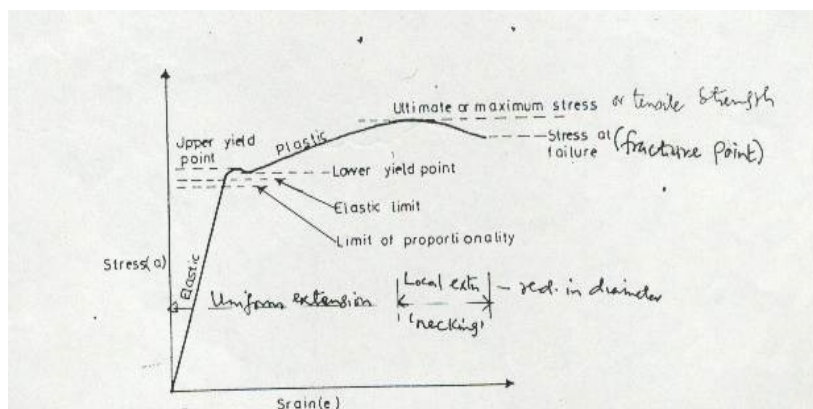 Ultimate or maximum stress or tensile strength
Upper yield
point
Plastic
Stress at
failure (fracture point)
Lower yield point
Elastic limit
Limit of proportionality
Stress(a)
Elastic
Uniform extension
Local extn
'necking'
- red. in diameter
Srain(e)